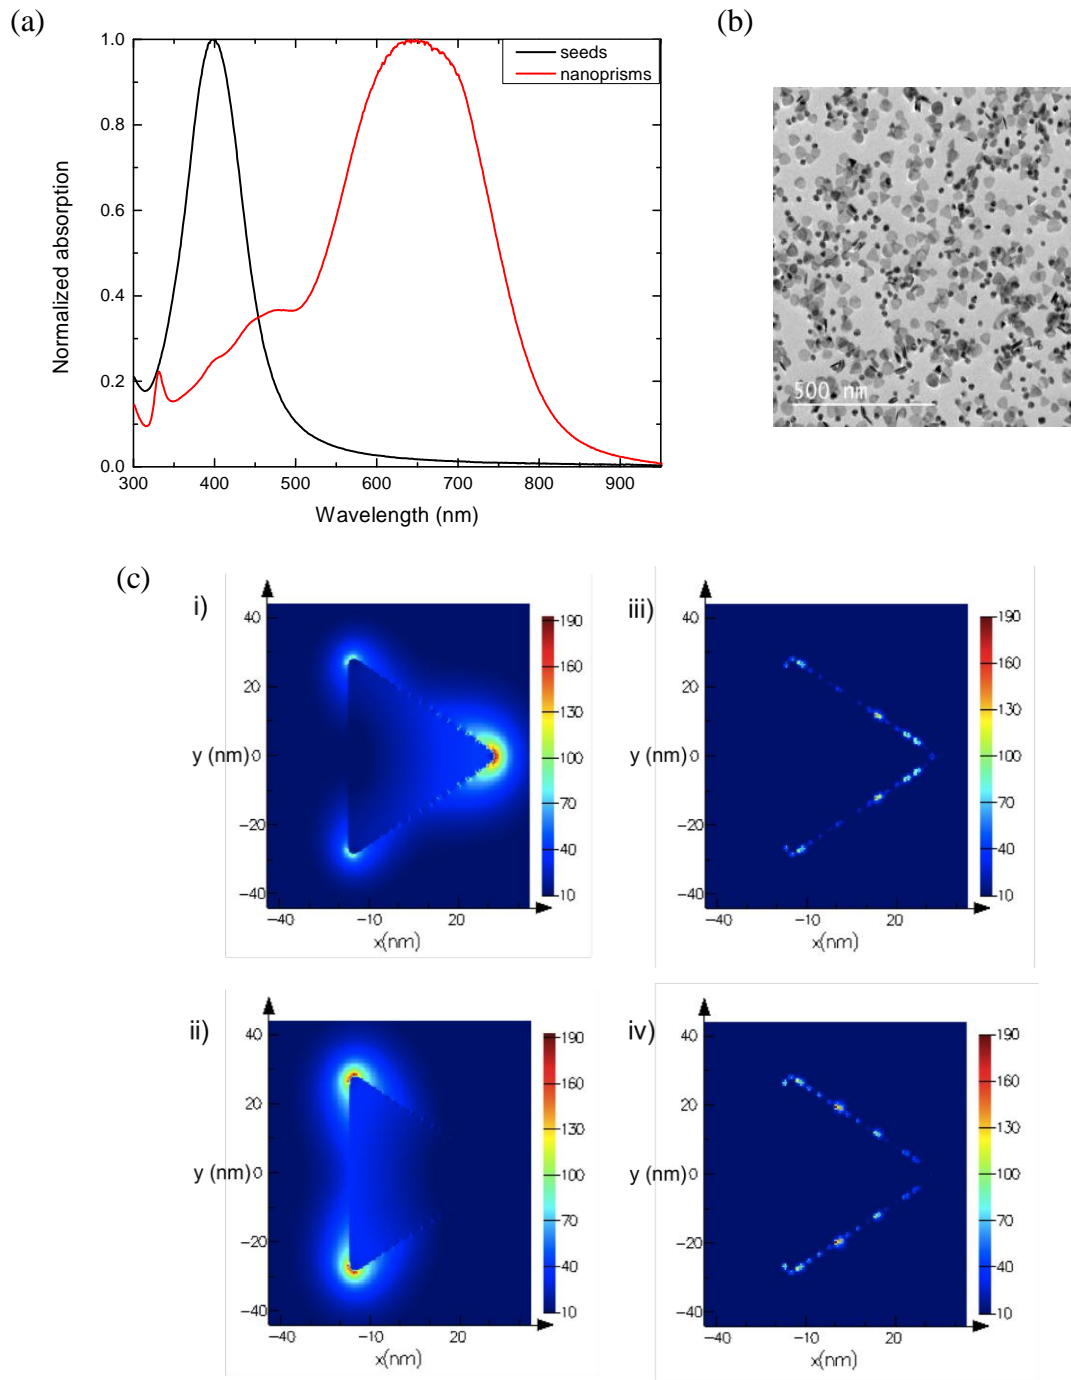 (a)
(b)
1.0
0.8
0.6
0.4
0.2
0.0
300 400 500 600 700 800 900
Normalized absorption
Wavelength (nm)
seeds
nanoprisms
500 nm
(c)
i)
40
20
y (nm) 0
−20
−40
−40 −10 20
x(nm)
190
160
130
100
70
40
10
iii)
40
20
y (nm) 0
−20
−40
−40 −10 20
x(nm)
190
160
130
100
70
40
10
ii)
40
20
y (nm) 0
−20
−40
−40 −10 20
x(nm)
190
160
130
100
70
40
10
iv)
40
20
y (nm) 0
−20
−40
−40 −10 20
x(nm)
190
160
130
100
70
40
10